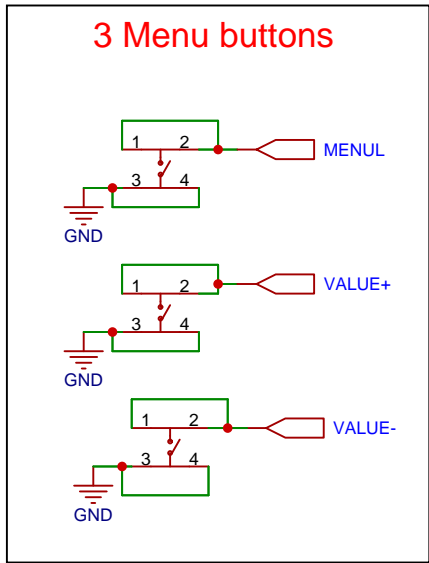 3 Menu buttons
1 2
MENUL
3 4
GND
1 2
VALUE+
3 4
GND
1 2
VALUE-
3 4
GND